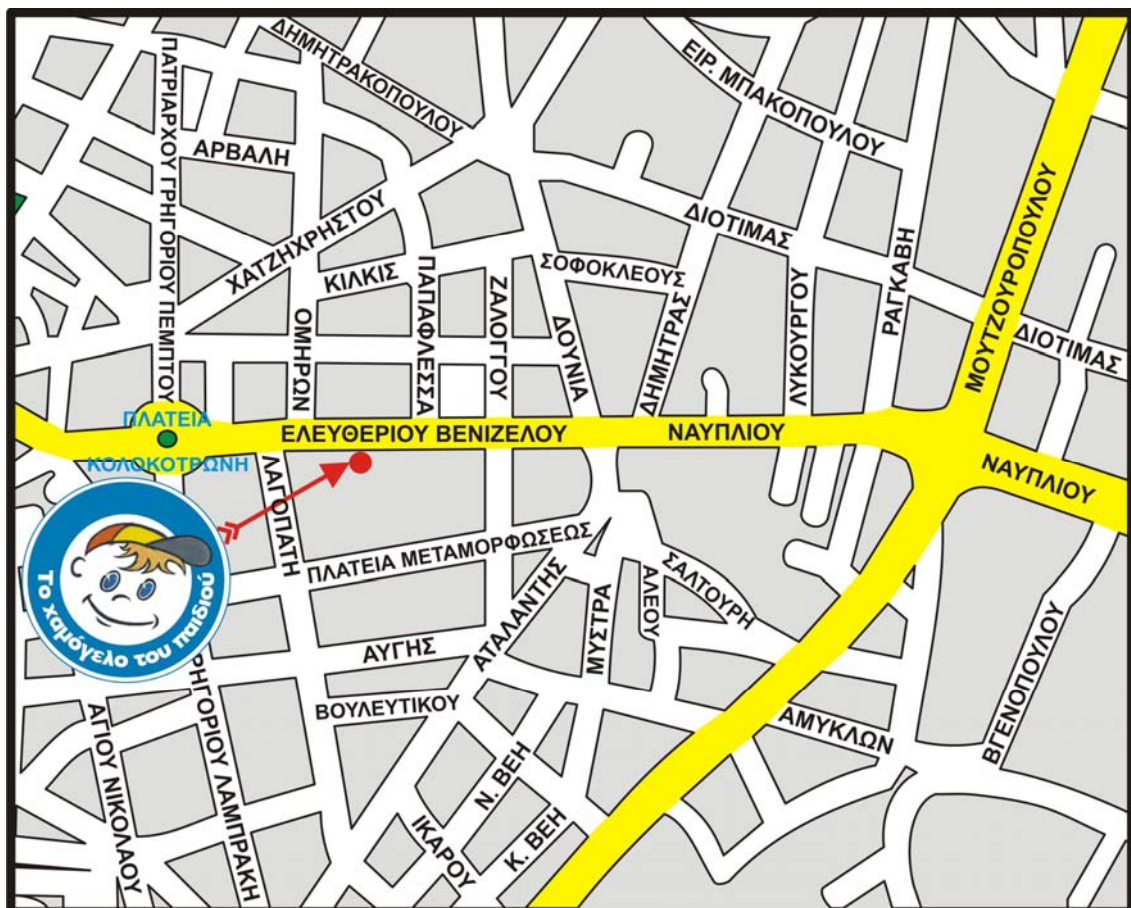 ΠΑΤΡΙΑΡΧΟΥ ΓΡΗΓΟΡΙΟΥ ΠΕΜΠΤΟΥ
ΔΗΜΗΤΡΑΚΟΠΟΥΛΟΥ
ΕΙΡ. ΜΠΑΚΟΠΟΥΛΟΥ
ΑΡΒΑΛΗ
ΧΑΤΖΗΧΡΗΣΤΟΥ
ΔΙΟΤΙΜΑΣ
ΜΟΥΤΖΟΥΡΟΠΟΥΛΟΥ
ΚΙΛΚΙΣ
ΠΑΠΑΦΛΕΣΣΑ
ΖΑΛΟΓΓΟΥ
ΣΟΦΟΚΛΕΟΥΣ
ΡΑΓΚΑΒΗ
ΟΜΗΡΩΝ
ΔΟΥΝΙΑ
ΔΗΜΗΤΡΑΣ
ΛΥΚΟΥΡΓΟΥ
ΔΙΟΤΙΜΑΣ
ΠΛΑΤΕΙΑ
ΚΟΛΟΚΟΤΡΩΝΗ
ΕΛΕΥΘΕΡΙΟΥ ΒΕΝΙΖΕΛΟΥ
ΝΑΥΠΛΙΟΥ
ΝΑΥΠΛΙΟΥ
ΛΑΓΟΠΑΤΗ
ΠΛΑΤΕΙΑ ΜΕΤΑΜΟΡΦΩΣΕΩΣ
Το χαμόγελο του παιδιού
ΑΤΑΛΑΝΤΗΣ
ΜΥΣΤΡΑ
ΑΛΕΟΥ
ΣΑΛΤΟΥΡΗ
ΑΥΓΗΣ
ΒΟΥΛΕΥΤΙΚΟΥ
ΑΜΥΚΛΩΝ
ΒΓΕΝΟΠΟΥΛΟΥ
ΑΓΙΟΥ ΝΙΚΟΛΑΟΥ
ΡΗΓΟΡΙΟΥ ΛΑΜΠΡΑΚΗ
Ν. ΒΕΗ
ΙΚΑΡΟΥ
Κ. ΒΕΗ